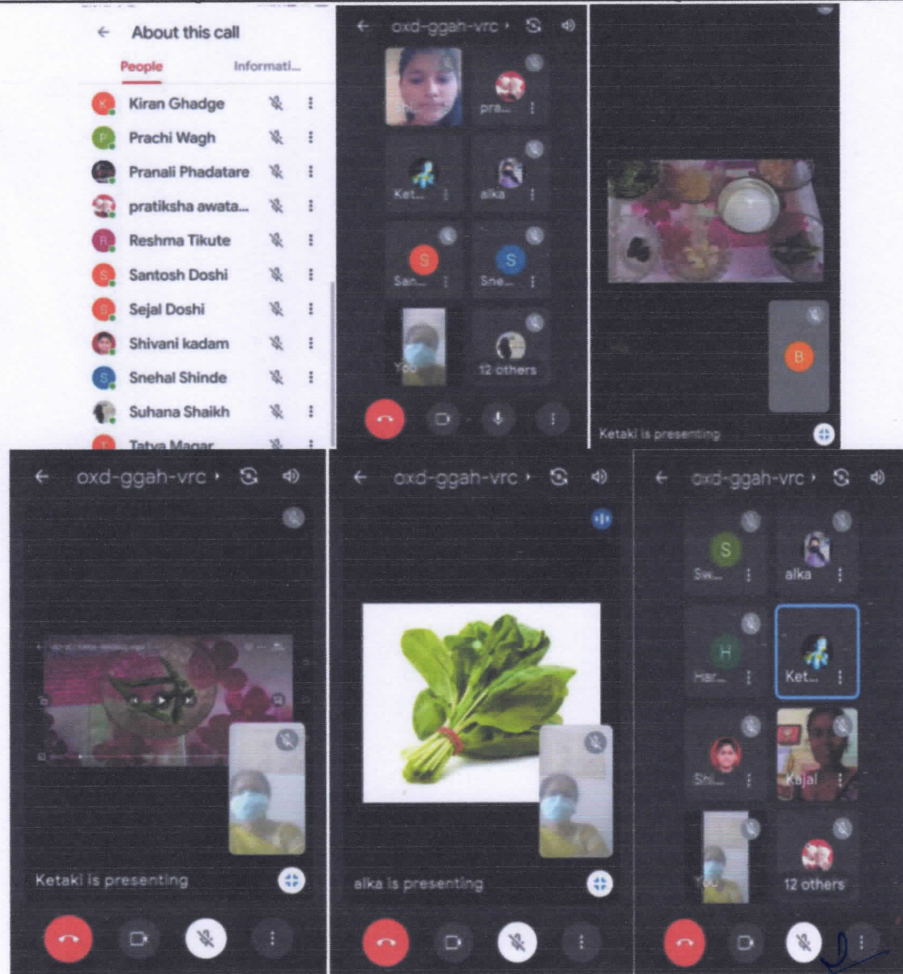 ← About this call
People Informati...
K Kiran Ghadge
P Prachi Wagh
Pranali Phadatare
pratiksha awata...
R Reshma Tikute
S Santosh Doshi
S Sejal Doshi
Shivani kadam
S Snehal Shinde
Suhana Shaikh
T Tatya Magar
← oxd-ggah-vrc
pra...
Ket... alka
S S
San... Sne...
You 12 others
B
Ketaki is presenting
← oxd-ggah-vrc
Ketaki is presenting
← oxd-ggah-vrc
alka is presenting
← oxd-ggah-vrc
S
Sw... alka
H
Har... Ket...
Shi... Kajal
You 12 others